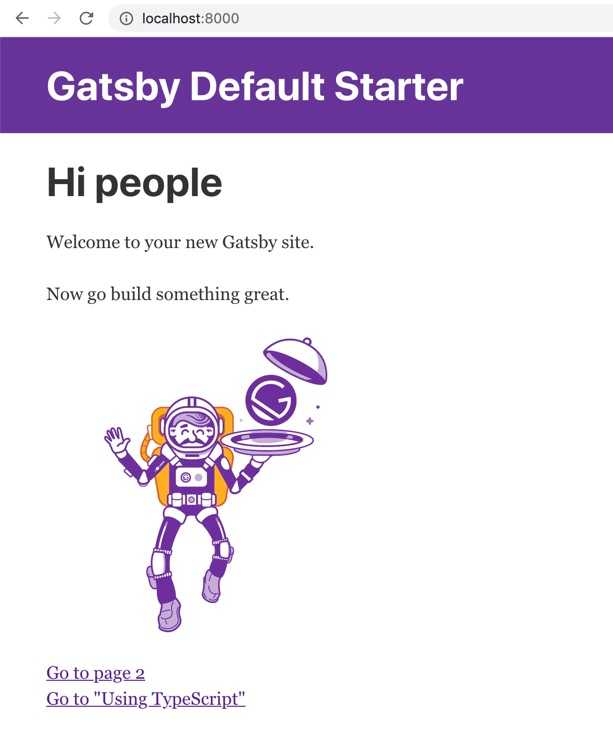 localhost:8000
Gatsby Default Starter
Hi people
Welcome to your new Gatsby site.
Now go build something great.
Go to page 2
Go to "Using TypeScript"